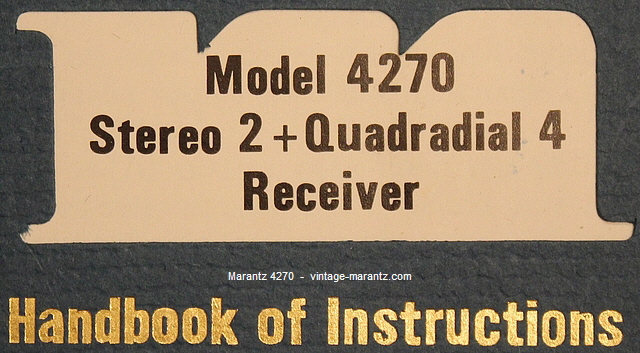 Model 4270
Stereo 2 + Quadradial 4
Receiver
Marantz 4270 - vintage-marantz.com
Handbook of Instructions